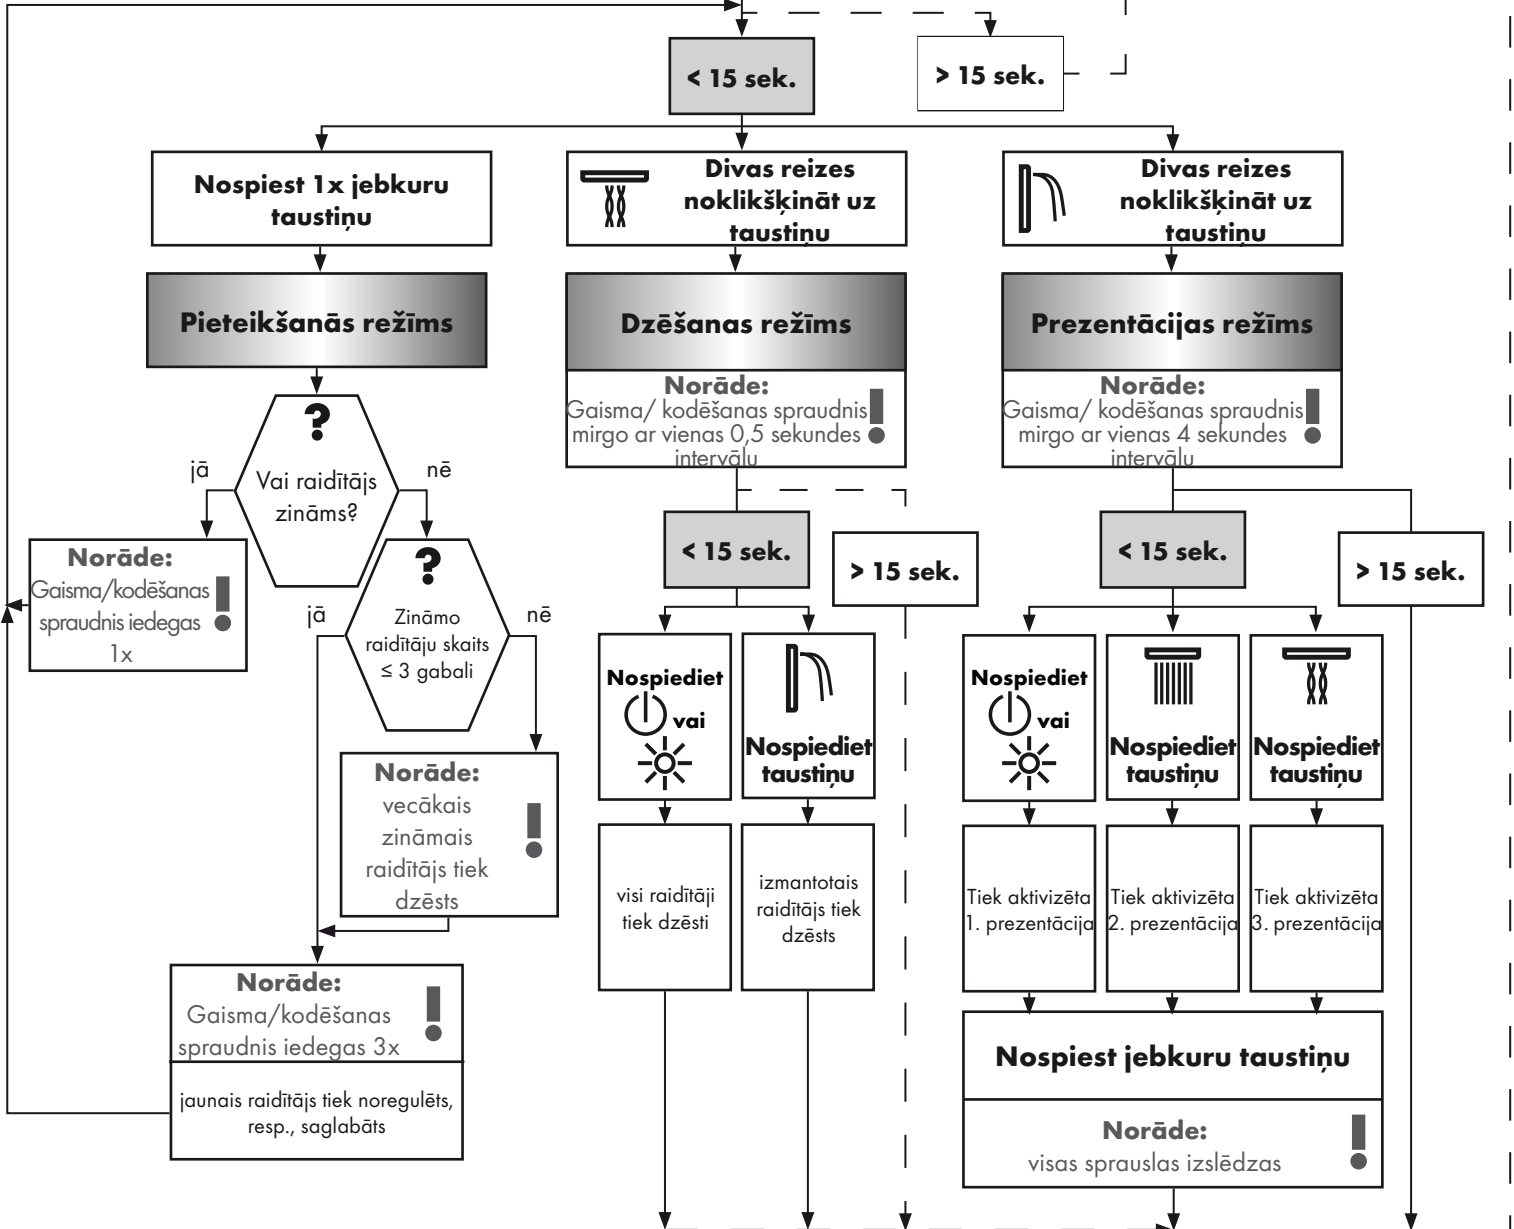 < 15 sek.
> 15 sek.
Nospiest 1x jebkuru
taustiņu
Divas reizes
noklikšķināt uz
taustiņu
Divas reizes
noklikšķināt uz
taustiņu
Pieteikšanās režīms
Dzēšanas režīms
Prezentācijas režīms
Norāde:
Gaisma/ kodēšanas spraudnis
mirgo ar vienas 0,5 sekundes
intervālu
Norāde:
Gaisma/ kodēšanas spraudnis
mirgo ar vienas 4 sekundes
intervālu
?
Vai raidītājs
zināms?
jā
nē
Norāde:
Gaisma/kodēšanas
spraudnis iedegas
1x
?
Zināmo
raidītāju skaits
≤ 3 gabali
jā
nē
Norāde:
vecākais
zināmais
raidītājs tiek
dzēsts
Norāde:
Gaisma/kodēšanas
spraudnis iedegas 3x
jaunais raidītājs tiek noregulēts,
resp., saglabāts
< 15 sek.
> 15 sek.
Nospiediet
vai
Nospiediet
taustiņu
visi raidītāji
tiek dzēsti
izmantotais
raidītājs tiek
dzēsts
< 15 sek.
> 15 sek.
Nospiediet
vai
Nospiediet
taustiņu
Nospiediet
taustiņu
Tiek aktivizēta
1. prezentācija
Tiek aktivizēta
2. prezentācija
Tiek aktivizēta
3. prezentācija
Nospiest jebkuru taustiņu
Norāde:
visas sprauslas izslēdzas